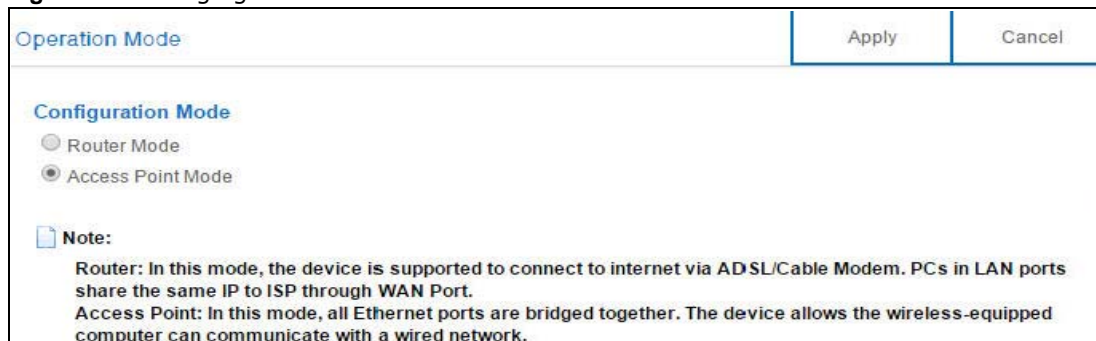 Operation Mode Apply Cancel
Configuration Mode
Router Mode
Access Point Mode
Note:
Router: In this mode, the device is supported to connect to internet via ADSL/Cable Modem. PCs in LAN ports
share the same IP to ISP through WAN Port.
Access Point: In this mode, all Ethernet ports are bridged together. The device allows the wireless-equipped
computer can communicate with a wired network.